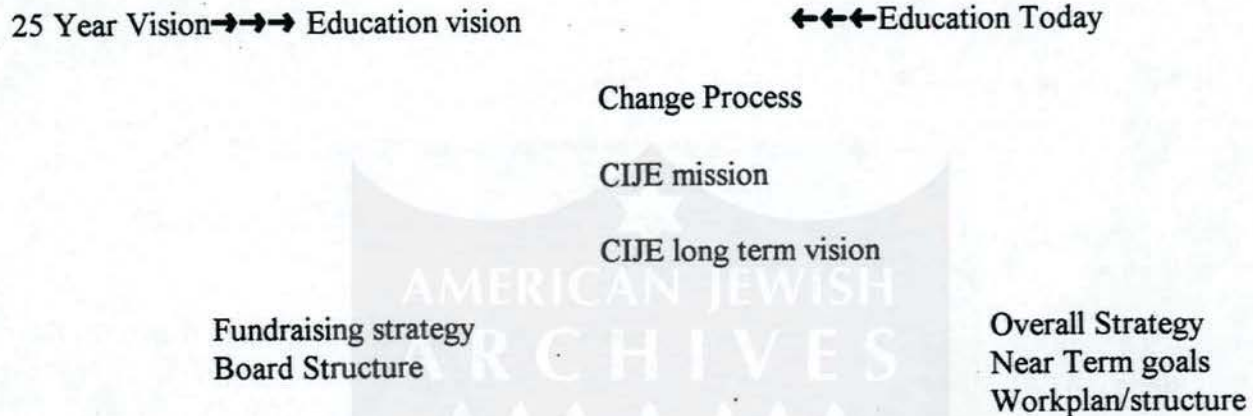 25 Year Vision➔➔➔ Education vision ←←←Education Today
Change Process
CIJE mission
CIJE long term vision
AMERICAN JEWISH
ARCHIVES
Fundraising strategy Overall Strategy
Board Structure Near Term goals
Workplan/structure